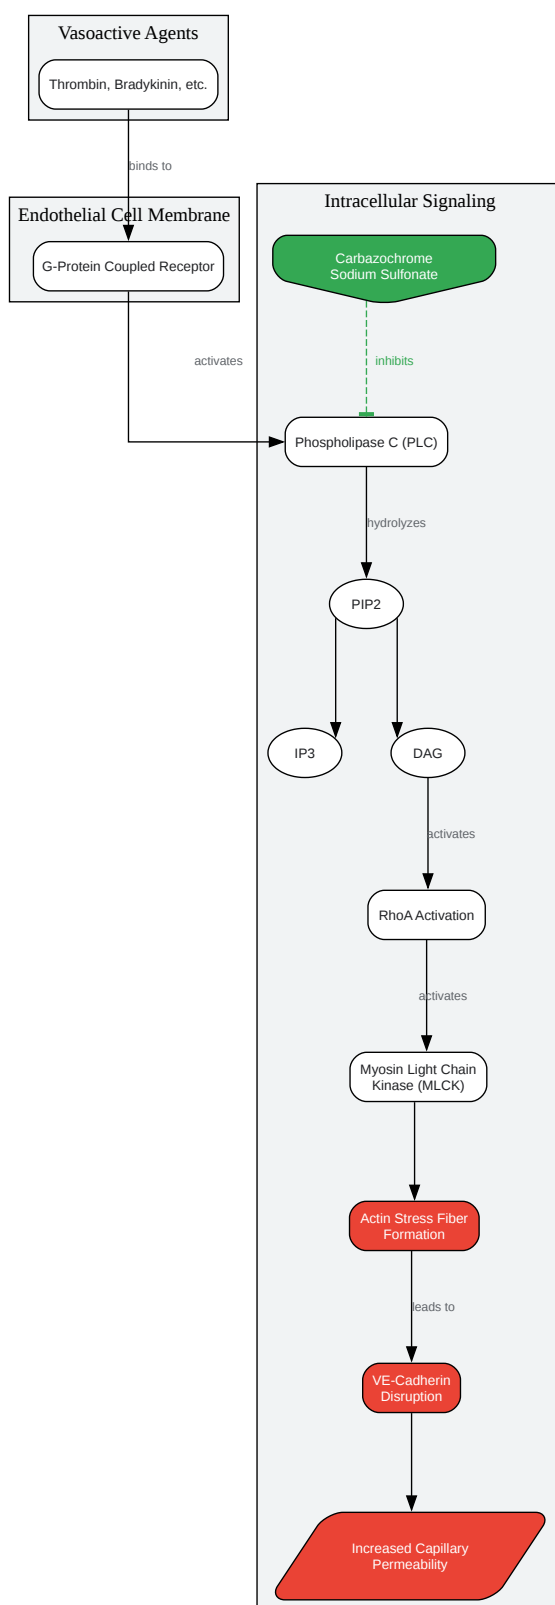 Vasoactive Agents
Thrombin, Bradykinin, etc.
binds to
Endothelial Cell Membrane
G-Protein Coupled Receptor
activates
Intracellular Signaling
Carbazochrome
Sodium Sulfonate
inhibits
Phospholipase C (PLC)
hydrolyzes
PIP2
IP3
DAG
activates
RhoA Activation
activates
Myosin Light Chain
Kinase (MLCK)
Actin Stress Fiber
Formation
leads to
VE-Cadherin
Disruption
Increased Capillary
Permeability